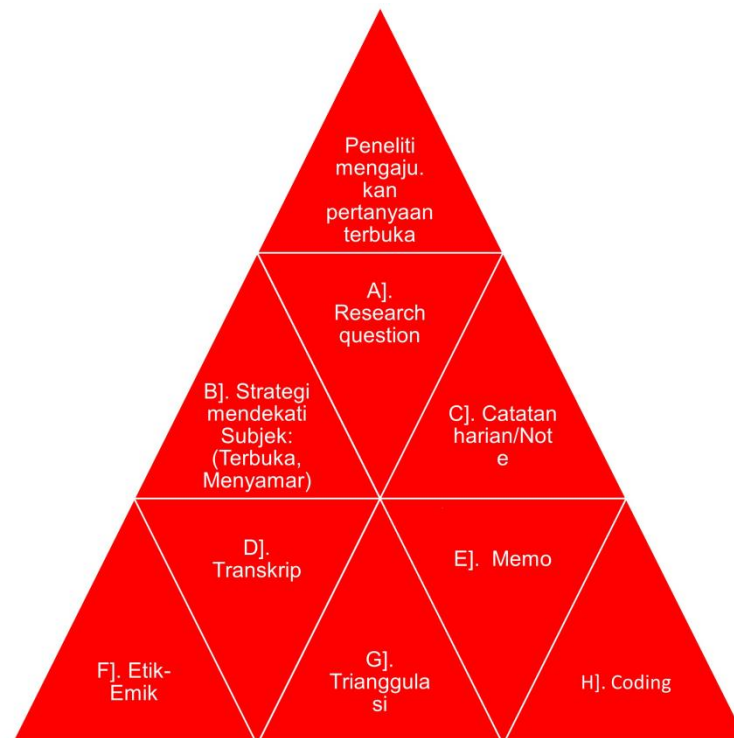 Peneliti
mengaju.
kan
pertanyaan
terbuka
A].
Research
question
B]. Strategi
mendekati
Subjek:
(Terbuka,
Menyamar)
C]. Catatan
harian/Not
e
D].
Transkrip
E].  Memo
F]. Etik-
Emik
G].
Trianggula
si
H]. Coding